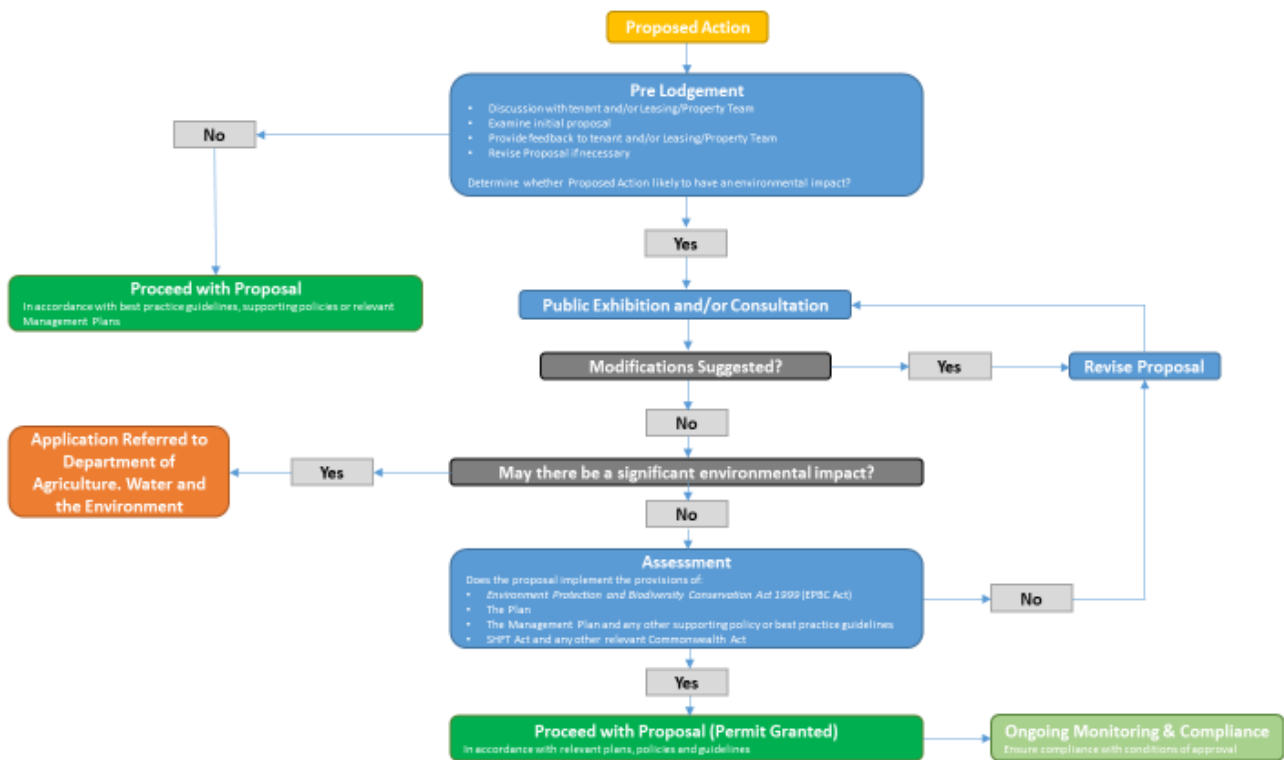 Proposed Action
Pre Lodgement
• Discussion with tenant and/or Leasing/Property Team
• Examine initial proposal
• Provide feedback to tenant and/or Leasing/Property Team
• Revise Proposal if necessary
Determine whether Proposed Action likely to have an environmental impact?
No
Yes
Proceed with Proposal
In accordance with best practice guidelines, supporting policies or relevant
Management Plans
Public Exhibition and/or Consultation
Modifications Suggested?
Yes
Revise Proposal
No
Application Referred to
Department of
Agriculture. Water and
the Environment
Yes
May there be a significant environmental impact?
No
Assessment
Does the proposal implement the provisions of:
• Environment Protection and Biodiversity Conservation Act 1999 (EPBC Act)
• The Plan
• The Management Plan and any other supporting policy or best practice guidelines
• SHFT Act and any other relevant Commonwealth Act
No
Yes
Proceed with Proposal (Permit Granted)
In accordance with relevant plans, policies and guidelines
Ongoing Monitoring & Compliance
Ensure compliance with conditions of approval